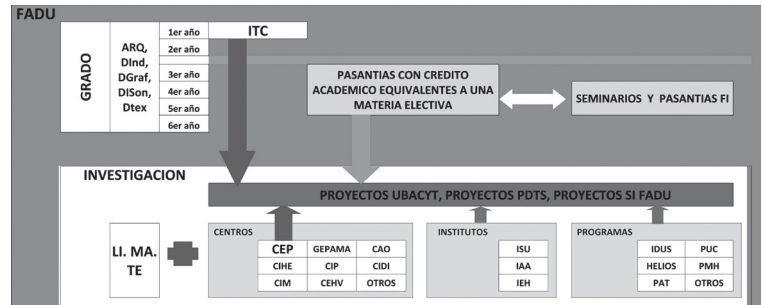 FADU
GRADO
ARQ,
DInd,
DGraf,
DISon,
Dtex
1er año
2er año
3er año
4er año
5er año
6er año
ITC
PASANTIAS CON CREDITO
ACADEMICO EQUIVALENTES A UNA
MATERIA ELECTIVA
SEMINARIOS Y PASANTIAS FI
INVESTIGACION
PROYECTOS UBACYT, PROYECTOS PDTS, PROYECTOS SI FADU
LI. MA.
TE
CENTROS
CEP GEPAMA CAO
CIHE CIP CIDI
CIM CEHV OTROS
INSTITUTOS
ISU
IAA
IEH
PROGRAMAS
IDUS PUC
HELIOS PMH
PAT OTROS